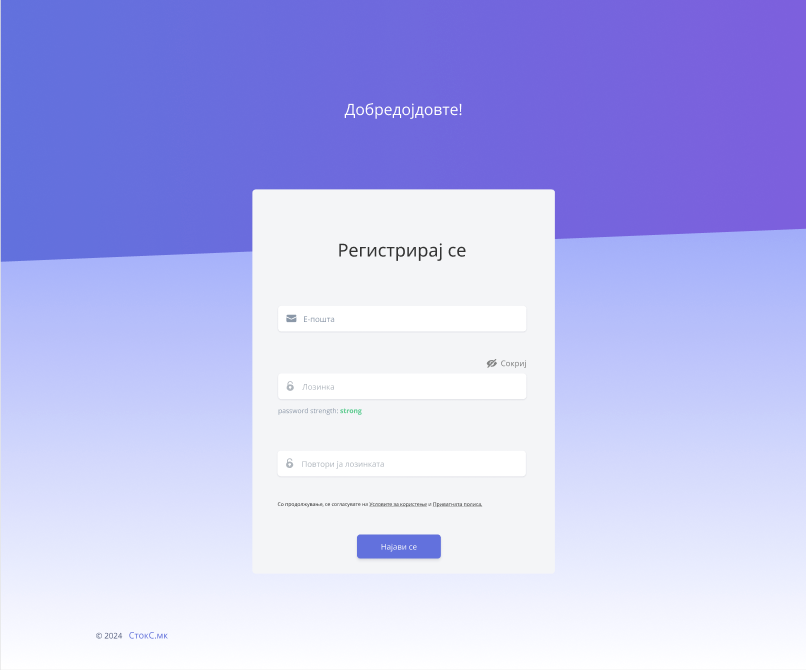 Добредојдовте!
Регистрирај се
Е-пошта
Сокриј
Лозинка
password strength: strong
Повтори ја лозинката
Со продолжување, се согласувате на Условите за користење и Приватната полиса.
Најави се
© 2024 СтокС.мк